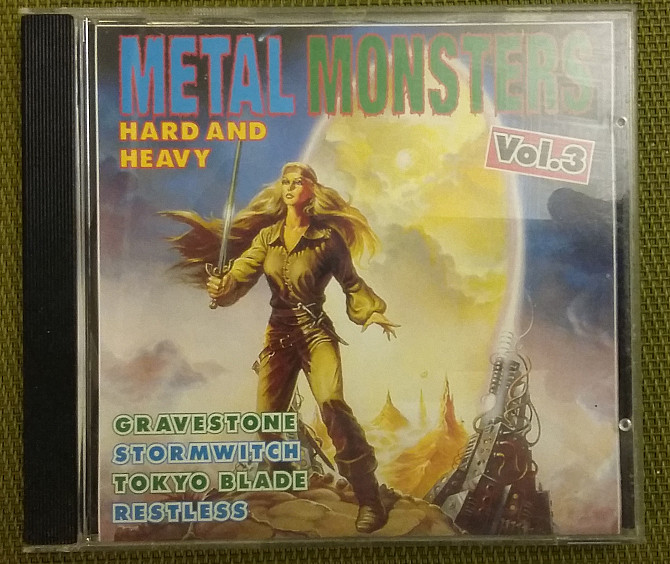 METAL MONSTERS
HARD AND
HEAVY
Vol.3
GRAVESTONE
STORMWITCH
TOKYO BLADE
RESTLESS